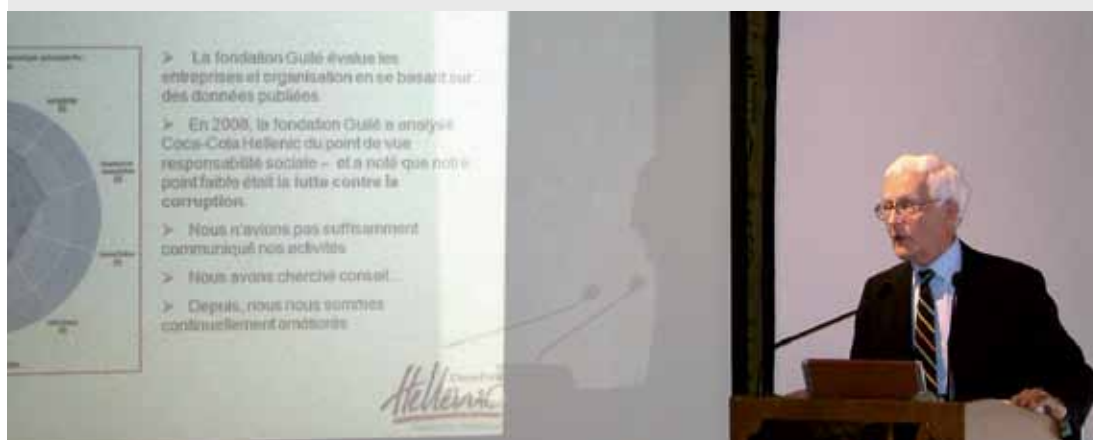 ➢ La fondation Guilé évalue les
entreprises et organisation en se basant sur
des données publiées
➢ En 2008, la fondation Guilé a analysé
Coca-Cola Hellenic du point de vue
responsabilité sociale – et a noté que notre
point faible était la lutte contre la
corruption.
➢ Nous n'avions pas suffisamment
communiqué nos activités
➢ Nous avons cherché conseil...
➢ Depuis, nous nous sommes
continuellement améliorés
Hellenic